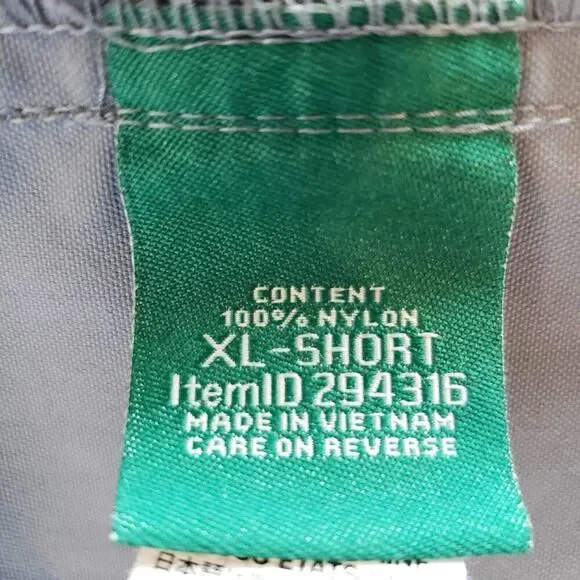 CONTENT
100% NYLON
XL-SHORT
ItemID 294316
MADE IN VIETNAM
CARE ON REVERSE